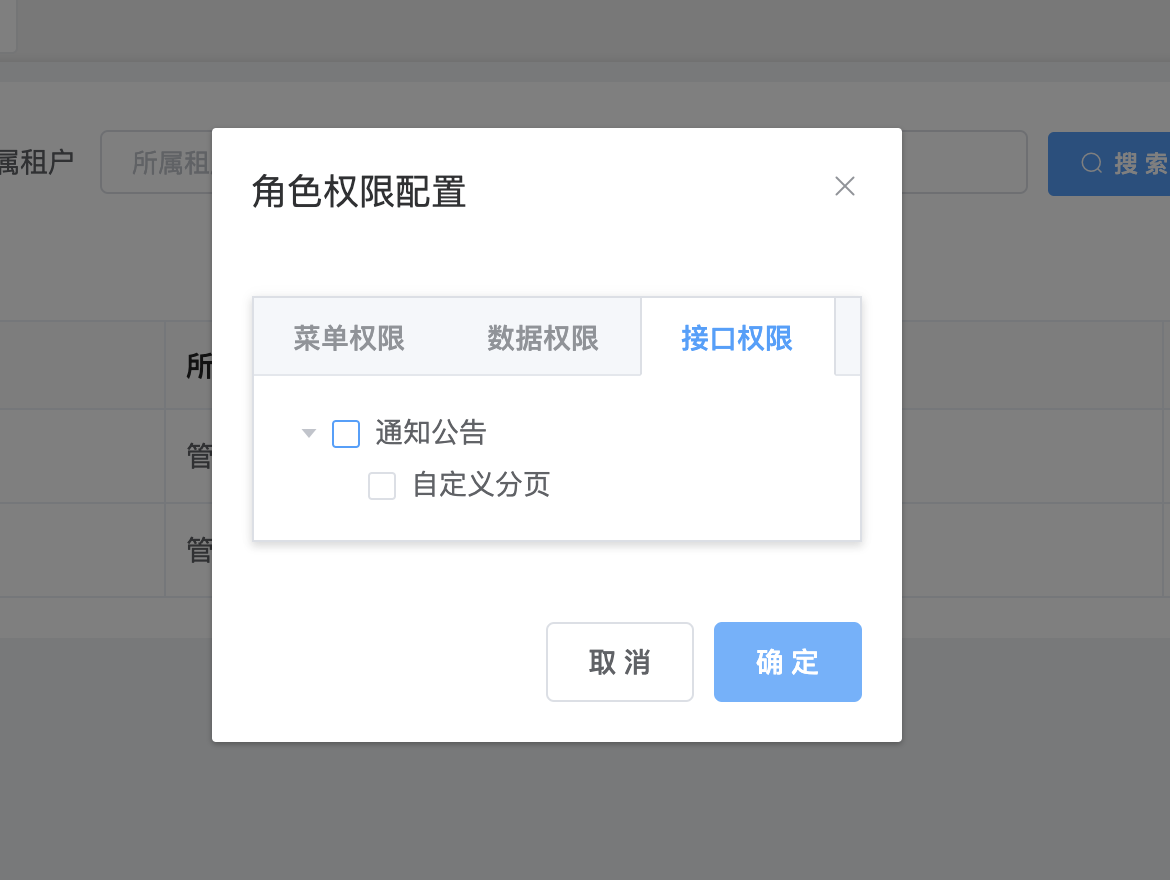 属租户 所属租 搜 索
角色权限配置
菜单权限 数据权限 接口权限
所
通知公告
管
自定义分页
管
取 消 确 定